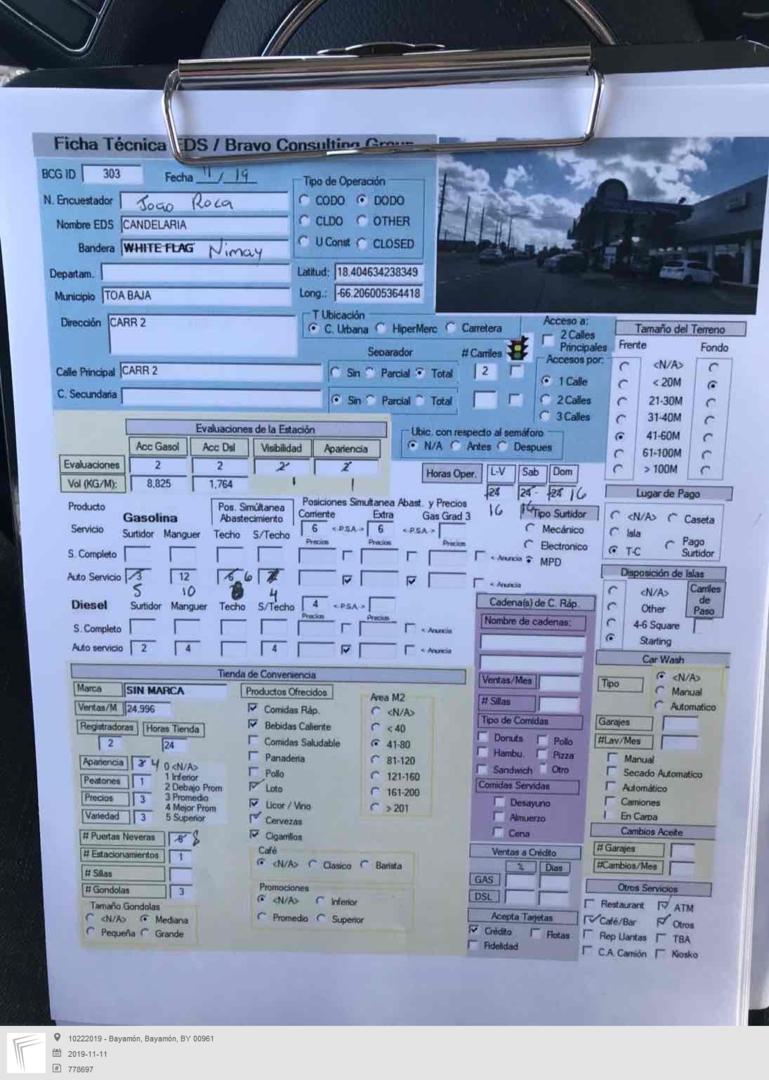 Ficha Técnica EDS / Bravo Consulting Group
BCG ID 303 Fecha 11/19
N. Encuestador Joao Roca
Nombre EDS CANDELARIA
Bandera WHITE FLAG Nimay
Departam.
Municipio TOA BAJA
Dirección CARR 2
Calle Principal CARR 2
C. Secundaria
Tipo de Operación
CODO DODO
CLDO OTHER
U Const CLOSED
Latitud: 18.404634238349
Long.: -66.206005364418
T Ubicación
C. Urbana HiperMerc Carretera
Separador # Carriles
Sin Parcial Total 2
Sin Parcial Total
Acceso a:
2 Calles
Principales
Accesos por:
1 Calle
2 Calles
3 Calles
Ubic. con respecto al semáforo
N/A Antes Despues
Tamaño del Terreno
Frente Fondo
<N/A>
< 20M
21-30M
31-40M
41-60M
61-100M
> 100M
Evaluaciones de la Estación
Acc Gasol Acc Dsl Visibilidad Apariencia
Evaluaciones 2 2 2 2
Vol (KG/M): 8,825 1,764 1 1
Horas Oper. L-V Sab Dom
24 24 24 16
16 16
Lugar de Pago
<N/A> Caseta
Isla Pago
T-C Surtidor
Producto
Servicio
Gasolina
Surtidor Manguer
Pos. Simúltanea
Abastecimiento
Techo S/Techo
Posiciones Simultanea Abast. y Precios
Corriente Extra Gas Grad 3
6 <-P.S.A-> 6 <-P.S.A->
Precios Precios Precios
S. Completo < Anuncia
Auto Servicio 3 12 6 6 < Anuncia
5 10 8 4
Tipo Surtidor
Mecánico
Electronico
MPD
Diesel Surtidor Manguer Techo S/Techo 4 <-P.S.A->
Precios Precios
S. Completo < Anuncia
Auto servicio 2 4 4 < Anuncia
Disposición de Islas
<N/A>
Other
4-6 Square
Starting
Carriles
de
Paso
Tienda de Conveniencia
Marca SIN MARCA
Ventas/M 24,996
Registradoras Horas Tienda
2 24
Apariencia 4
Peatones 1
Precios 3
Variedad 3
0 <N/A>
1 Inferior
2 Debajo Prom
3 Promedio
4 Mejor Prom
5 Superior
# Puertas Neveras 8
# Estacionamientos 1
# Sillas
# Gondolas 3
Tamaño Gondolas
<N/A> Mediana
Pequeña Grande
Productos Ofrecidos
Comidas Ráp.
Bebidas Caliente
Comidas Saludable
Panaderia
Pollo
Loto
Licor / Vino
Cervezas
Cigarrillos
Café
<N/A> Clasico Barista
Promociones
<N/A> Inferior
Promedio Superior
Area M2
<N/A>
< 40
41-80
81-120
121-160
161-200
> 201
Cadena(s) de C. Ráp.
Nombre de cadenas:
Ventas/Mes
# Sillas
Tipo de Comidas
Donuts Pollo
Hambu. Pizza
Sandwich Otro
Comidas Servidas
Desayuno
Almuerzo
Cena
Ventas a Crédito
% Dias
GAS
DSL
Acepta Tarjetas
Crédito Flotas
Fidelidad
Car Wash
Tipo <N/A>
Manual
Automatico
Garajes
#Lav/Mes
Manual
Secado Automatico
Automático
Camiones
En Carpa
Cambios Aceite
# Garajes
#Cambios/Mes
Otros Servicios
Restaurant ATM
Café/Bar Otros
Rep Llantas TBA
C.A. Camión Kiosko
10222019 - Bayamón, Bayamón, BY 00961
2019-11-11
778697